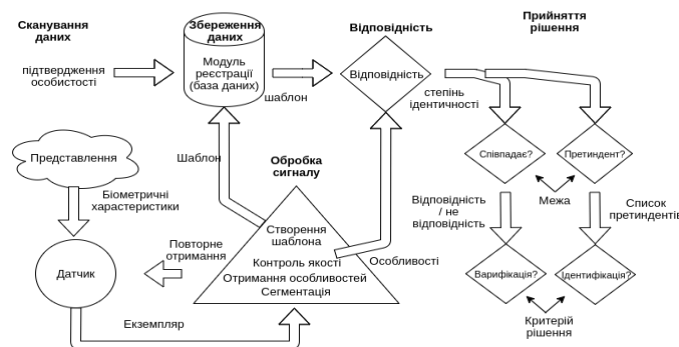 Сканування
даних
Збереження
даних
Відповідність
Прийняття
рішення
підтвердження
особистості
Модуль
реєстрації
(база даних)
шаблон
Відповідність
степінь
ідентичності
Представлення
Шаблон
Обробка
сигналу
Співпадає?
Претиндент?
Біометричні
характеристики
Межа
Відповідність
/ не
відповідність
Список
претиндентів
Створення
шаблона
Повторне
отримання
Датчик
Контроль якості
Отримання особливостей
Сегментація
Особливості
Варифікація?
Ідентифікація?
Екземпляр
Критерій
рішення